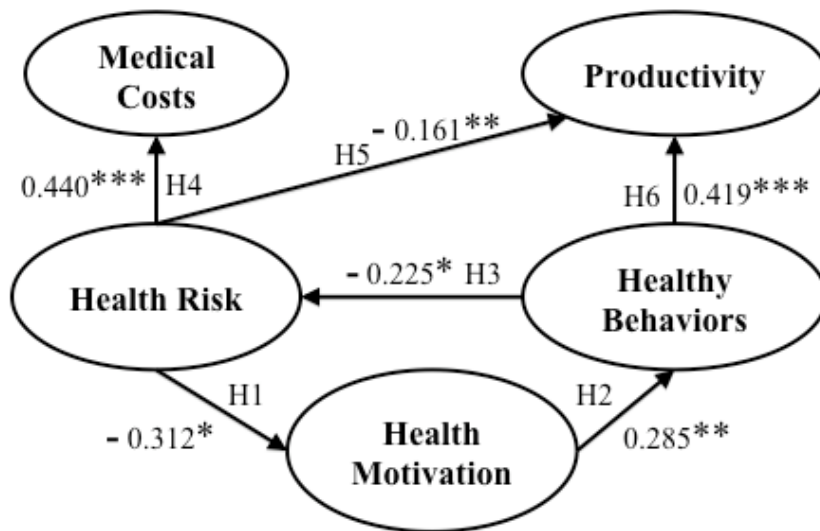 Medical
Costs
Productivity
- 0.161**
H5
0.440*** H4
H6 0.419***
Health Risk
- 0.225* H3
Healthy
Behaviors
H1
- 0.312*
Health
Motivation
H2
0.285**